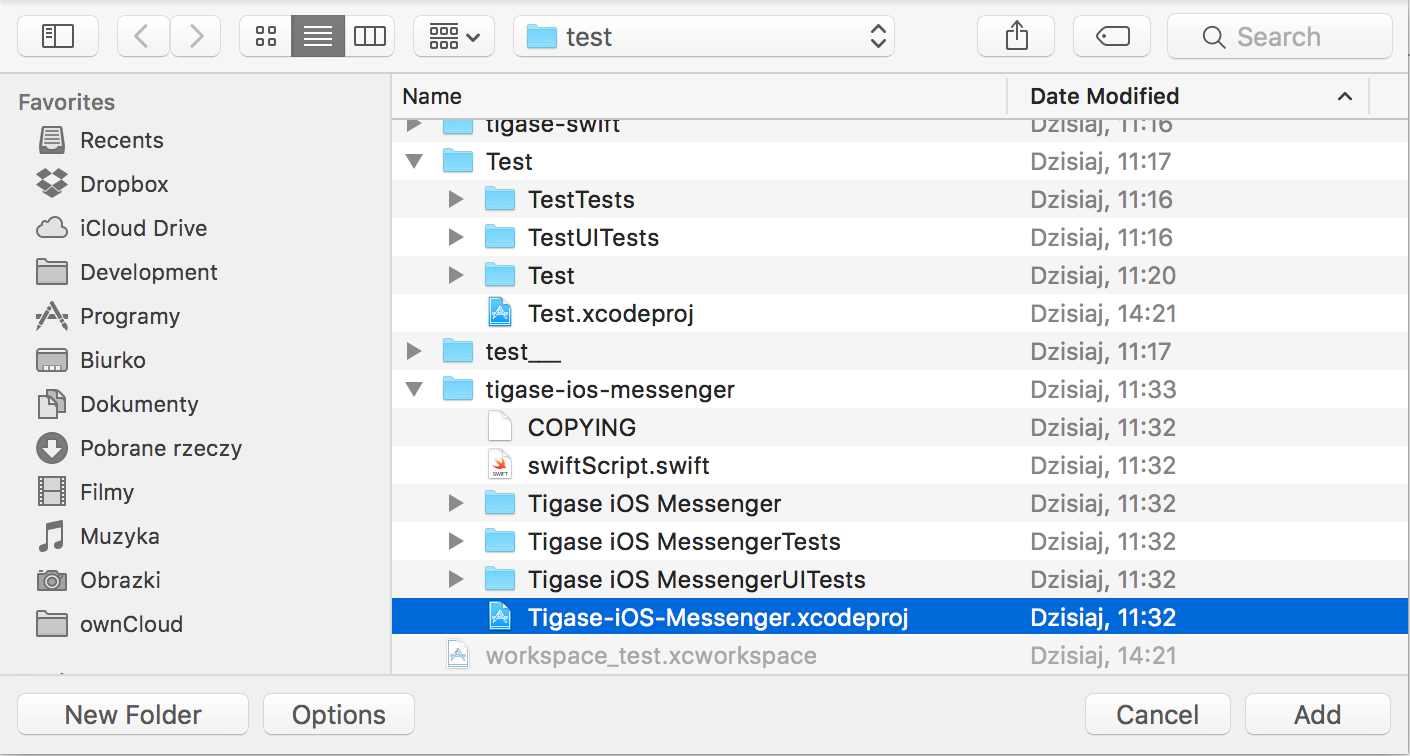 test
Search
Favorites
Recents
Dropbox
iCloud Drive
Development
Programy
Biurko
Dokumenty
Pobrane rzeczy
Filmy
Muzyka
Obrazki
ownCloud
Name Date Modified
tigase-swift Dzisiaj, 11:16
Test Dzisiaj, 11:17
TestTests Dzisiaj, 11:16
TestUITests Dzisiaj, 11:16
Test Dzisiaj, 11:20
Test.xcodeproj Dzisiaj, 14:21
test___ Dzisiaj, 11:17
tigase-ios-messenger Dzisiaj, 11:33
COPYING Dzisiaj, 11:32
SWIFT swiftScript.swift Dzisiaj, 11:32
Tigase iOS Messenger Dzisiaj, 11:32
Tigase iOS MessengerTests Dzisiaj, 11:32
Tigase iOS MessengerUITests Dzisiaj, 11:32
Tigase-iOS-Messenger.xcodeproj Dzisiaj, 11:32
workspace_test.xcworkspace Dzisiaj, 14:21
New Folder Options Cancel Add